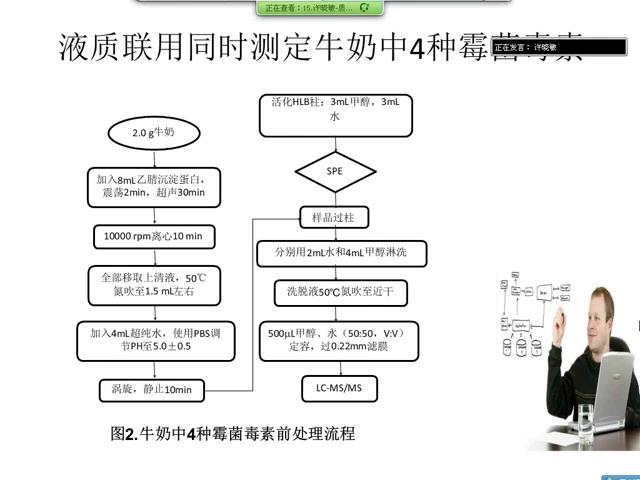 正在查看：15.许晓敏-质...
液质联用同时测定牛奶中4种霉菌毒素
正在发言： 许晓敏
2.0 g牛奶
加入8mL乙腈沉淀蛋白，
震荡2min，超声30min
10000 rpm离心10 min
全部移取上清液，50℃
氮吹至1.5 mL左右
加入4mL超纯水，使用PBS调
节PH至5.0±0.5
涡旋，静止10min
活化HLB柱：3mL甲醇，3mL
水
SPE
样品过柱
分别用2mL水和4mL甲醇淋洗
洗脱液50℃氮吹至近干
500μL甲醇、水（50:50，V:V）
定容，过0.22mm滤膜
LC-MS/MS
图2.牛奶中4种霉菌毒素前处理流程